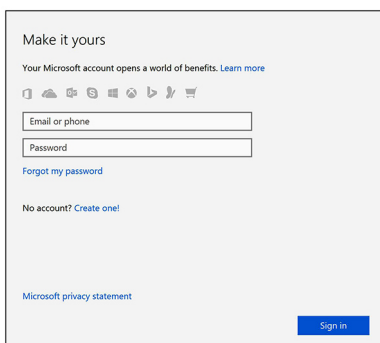 Make it yours
Your Microsoft account opens a world of benefits. Learn more
Email or phone
Password
Forgot my password
No account? Create one!
Microsoft privacy statement
Sign in